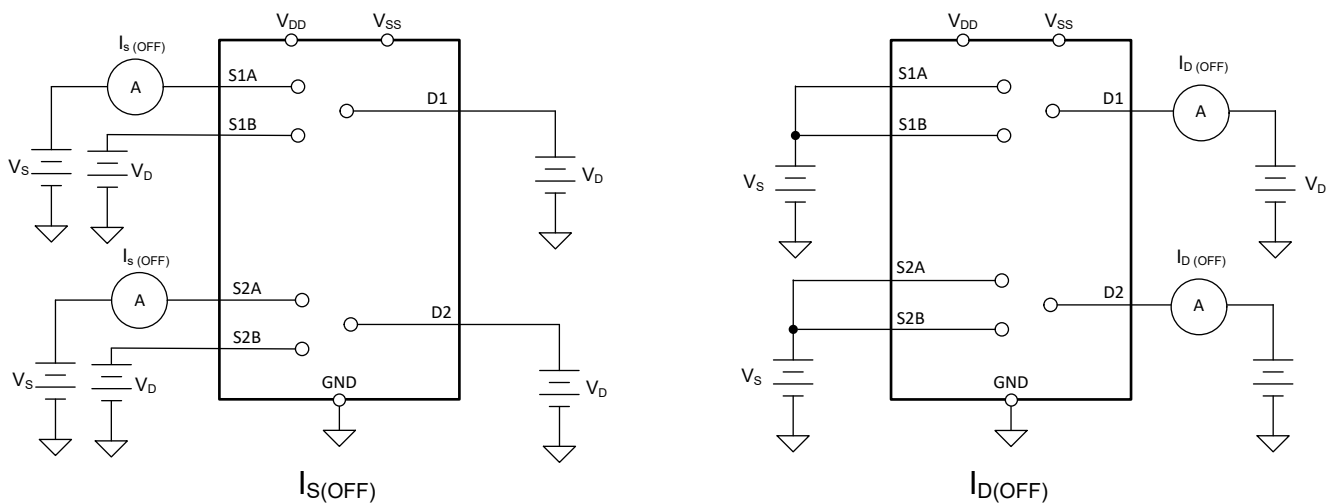 V_DD V_SS
I_s (OFF)
A
S1A
D1
S1B
V_S
V_D
V_D
I_s (OFF)
A
S2A
D2
S2B
V_S
V_D
GND
V_D
I_S(OFF)
V_DD V_SS
I_D (OFF)
S1A
D1
A
S1B
V_S
V_D
I_D (OFF)
S2A
D2
A
S2B
V_S
GND
I_D(OFF)